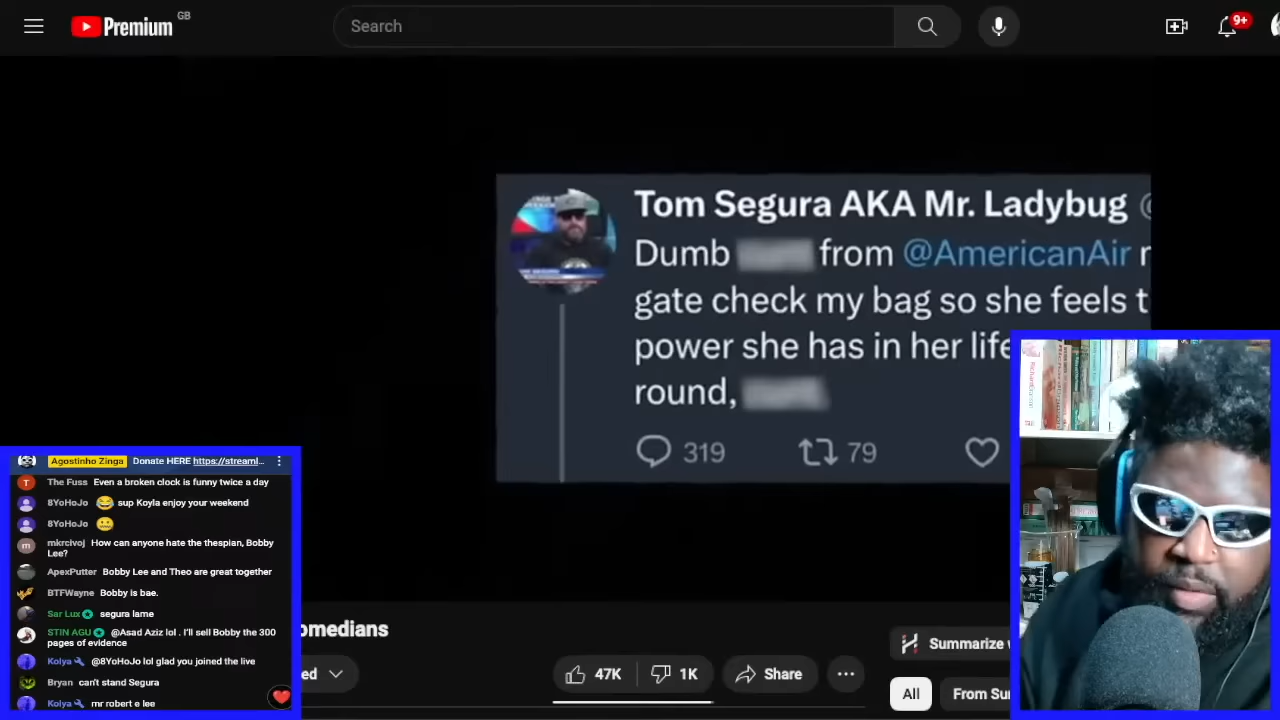 Premium GB
Search
9+
Tom Segura AKA Mr. Ladybug @
Dumb from @AmericanAir
gate check my bag so she feels
power she has in her life
round,
319
79
omedians
47K
1K
Share
Summarize
All
From
Agostinho Zinga Donate HERE https://streaml...
The Fuss Even a broken clock is funny twice a day
8YoHoJo 😂 sup Koyla enjoy your weekend
8YoHoJo 🤐
mkrcivoj How can anyone hate the thespian, Bobby
Lee?
ApexPutter Bobby Lee and Theo are great together
BTFWayne Bobby is bae.
Sar Lux segura lame
STIN AGU @Asad Aziz lol . I'll sell Bobby the 300
pages of evidence
Kolya @8YoHoJo lol glad you joined the live
Bryan can't stand Segura
Kolya mr robert e lee